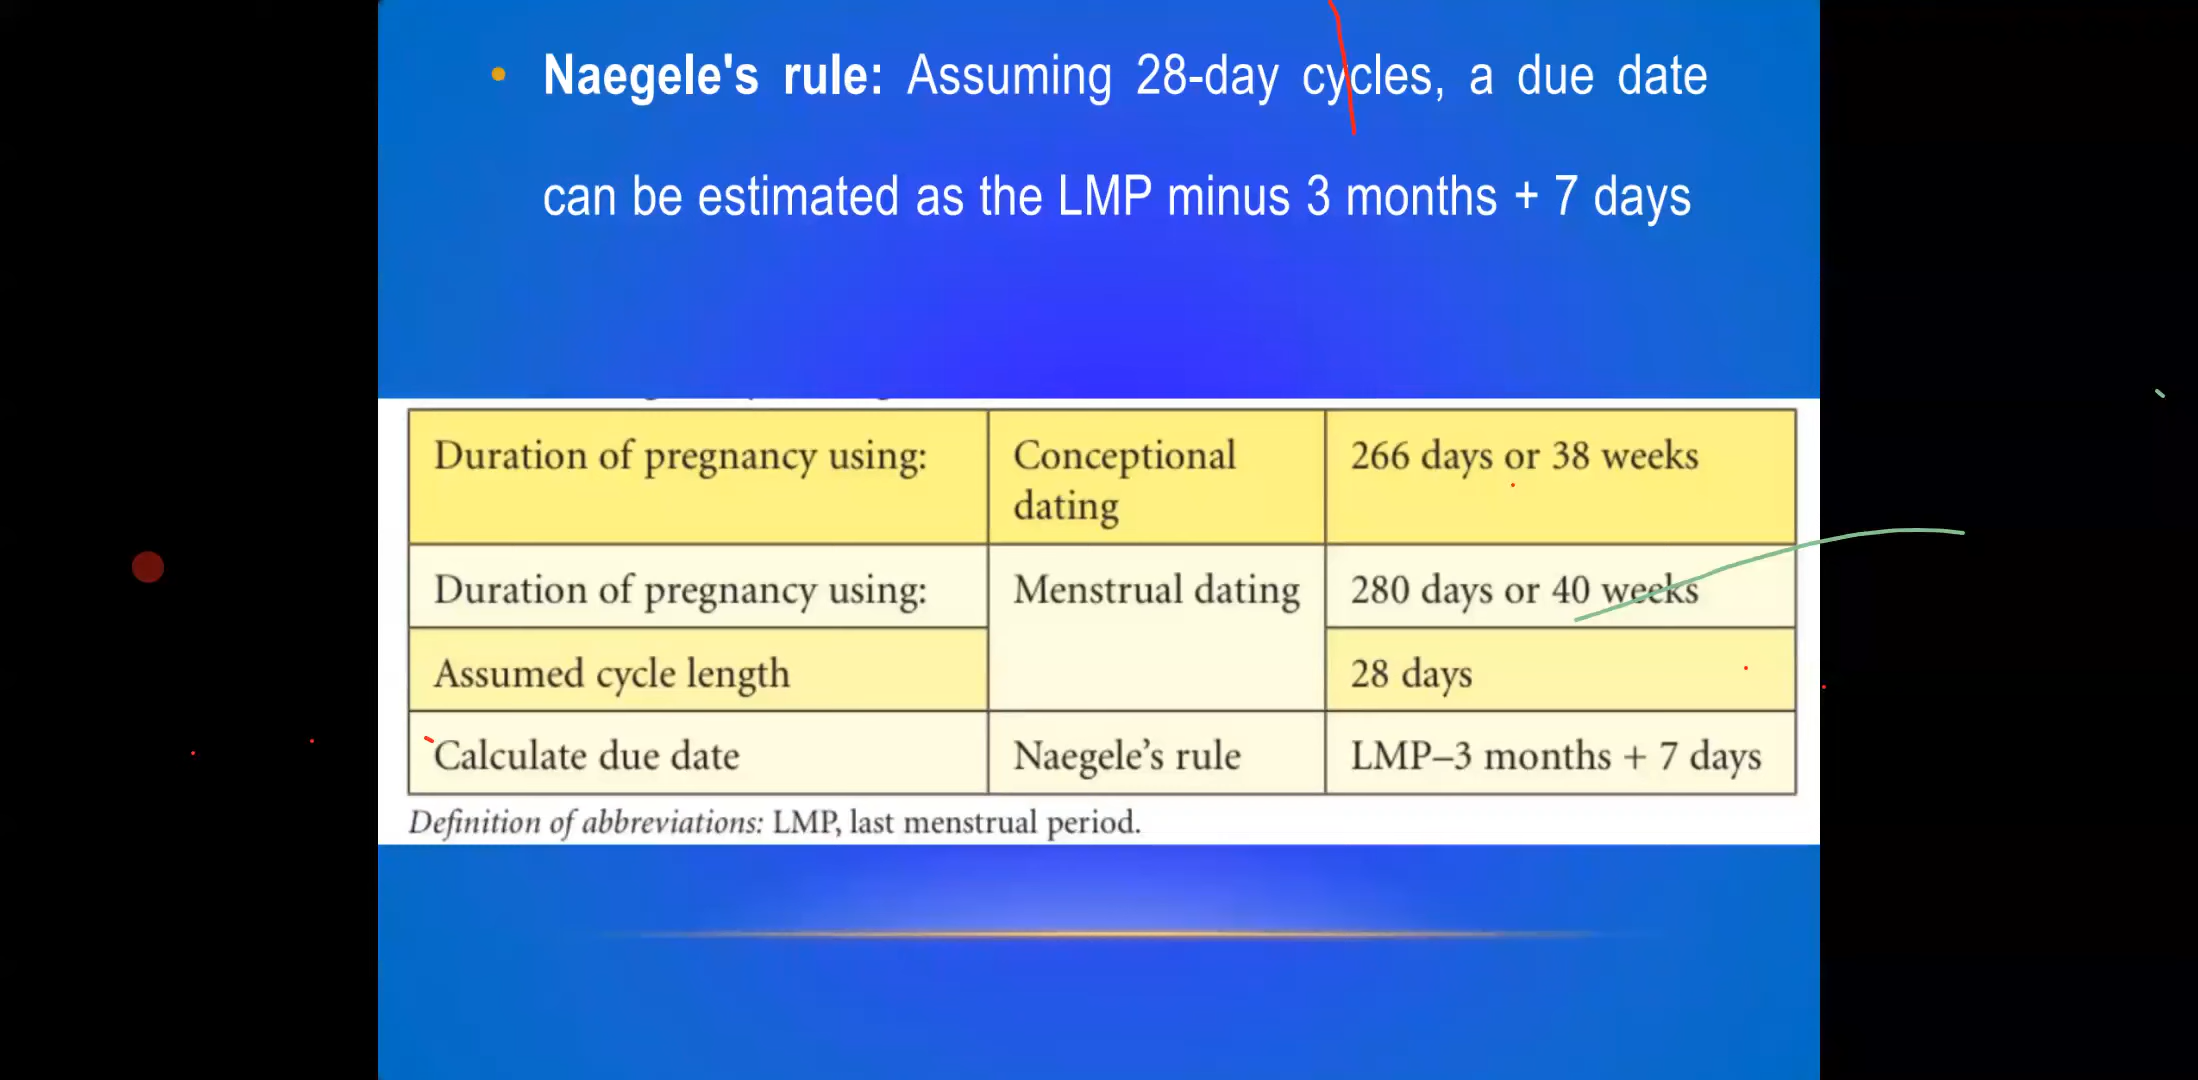 • Naegele's rule: Assuming 28-day cycles, a due date
can be estimated as the LMP minus 3 months + 7 days
Duration of pregnancy using: Conceptional dating 266 days or 38 weeks
Duration of pregnancy using: Menstrual dating 280 days or 40 weeks
Assumed cycle length 28 days
Calculate due date Naegele’s rule LMP–3 months + 7 days
Definition of abbreviations: LMP, last menstrual period.